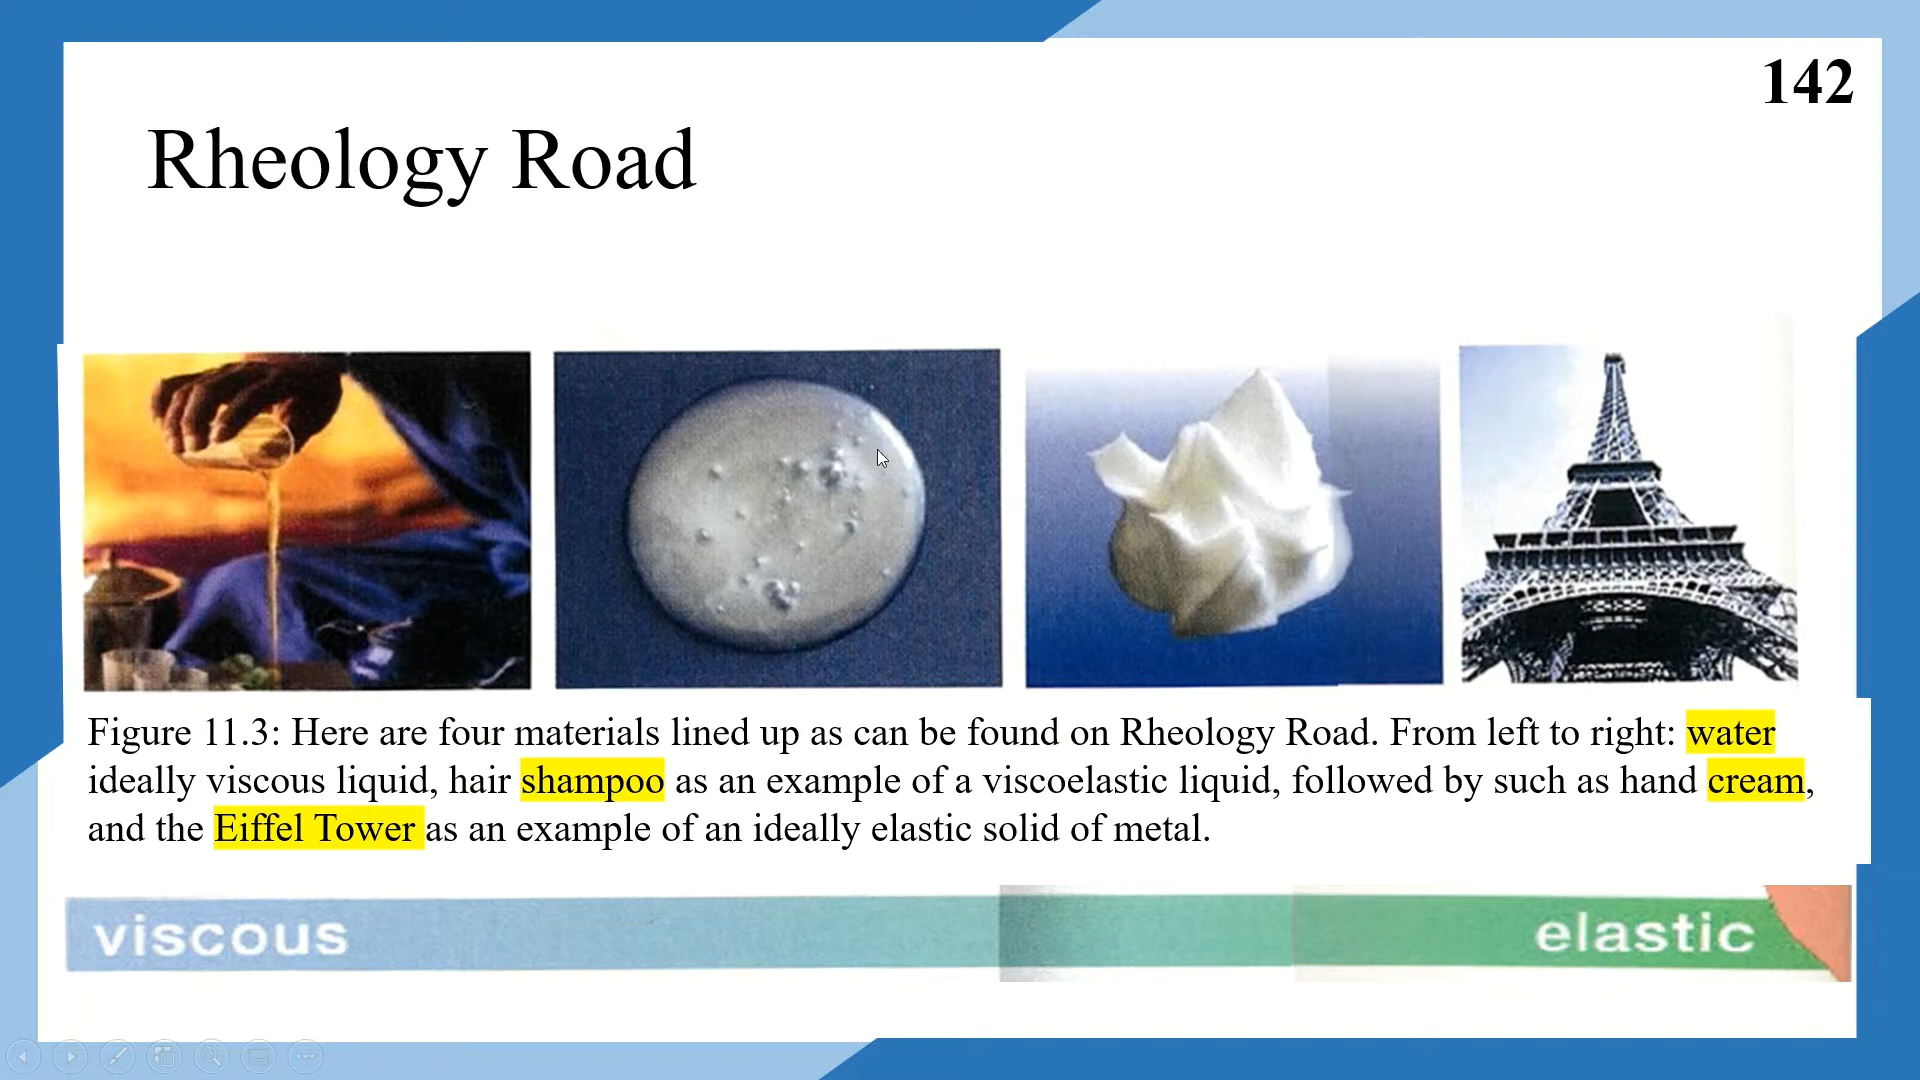 142
Rheology Road
Figure 11.3: Here are four materials lined up as can be found on Rheology Road. From left to right: water
ideally viscous liquid, hair shampoo as an example of a viscoelastic liquid, followed by such as hand cream,
and the Eiffel Tower as an example of an ideally elastic solid of metal.
viscous
elastic